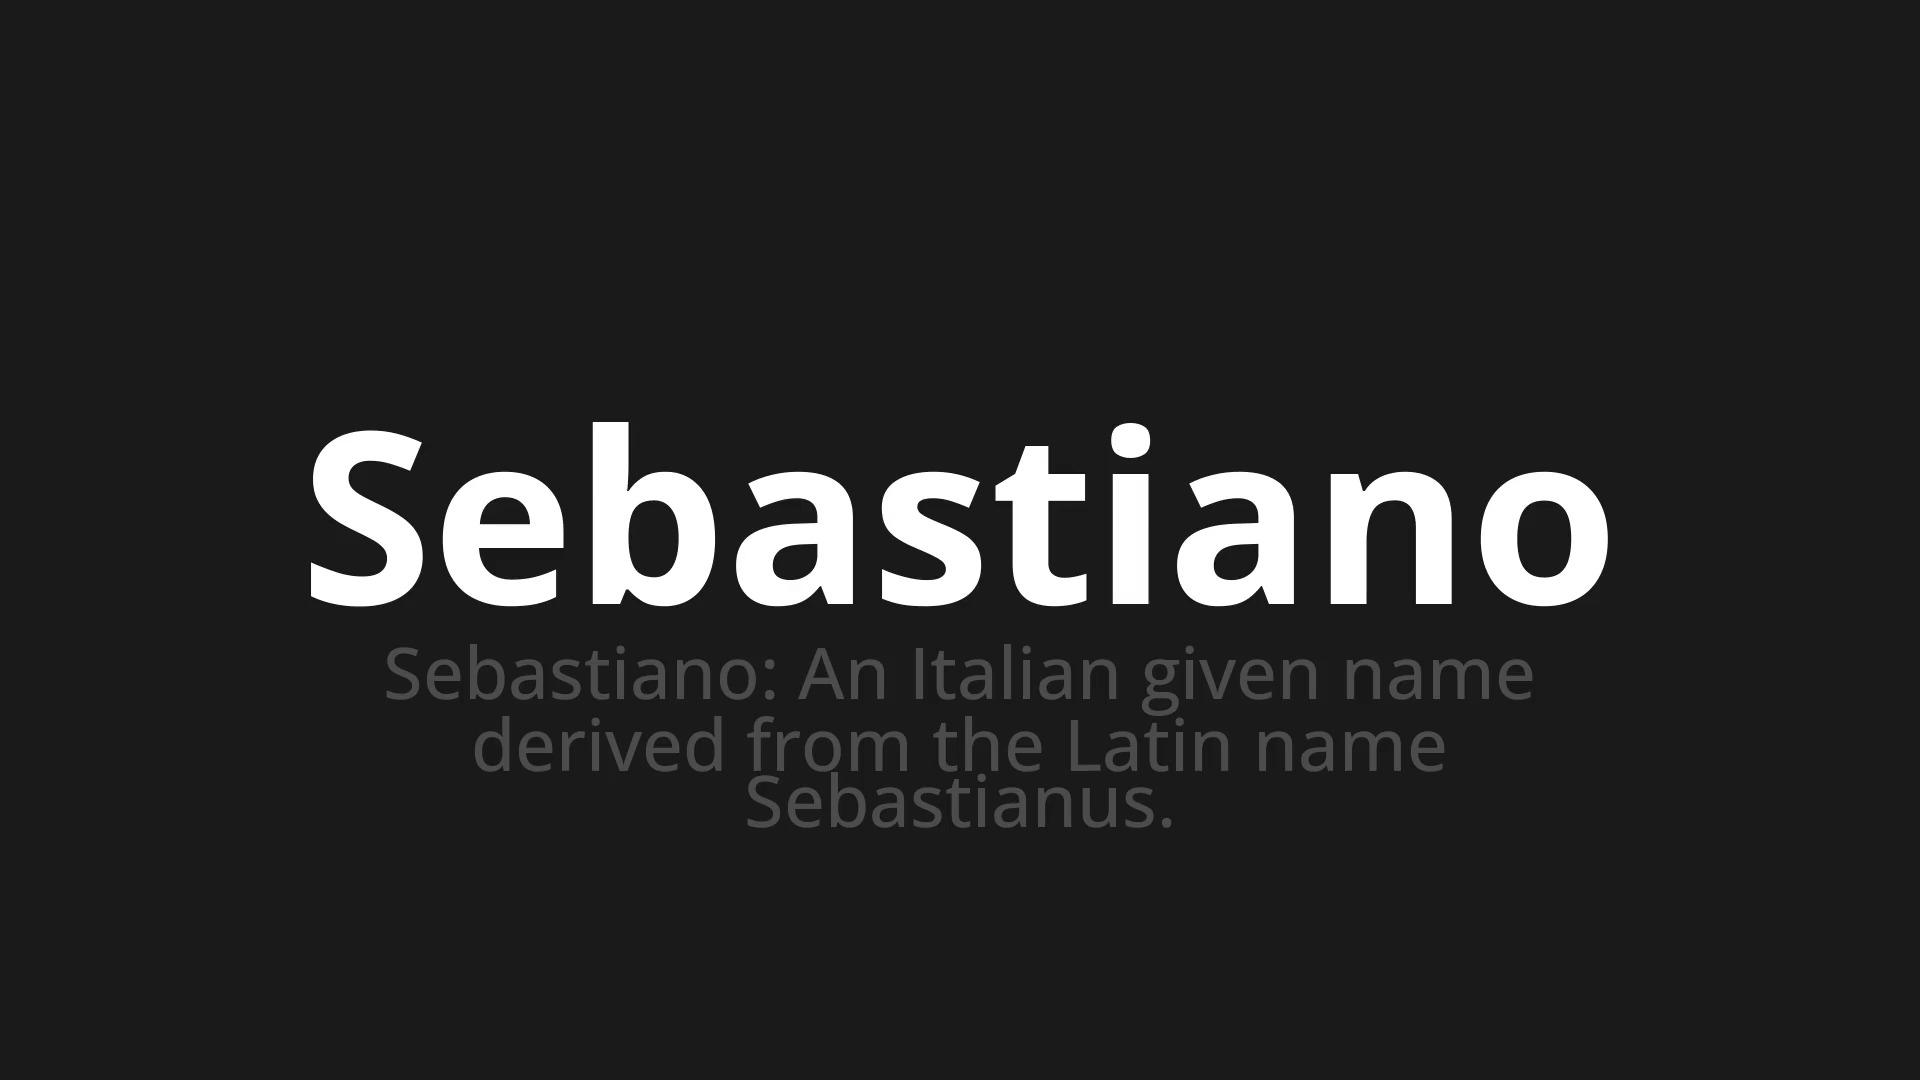 Sebastiano
Sebastiano: An Italian given name
derived from the Latin name
Sebastianus.